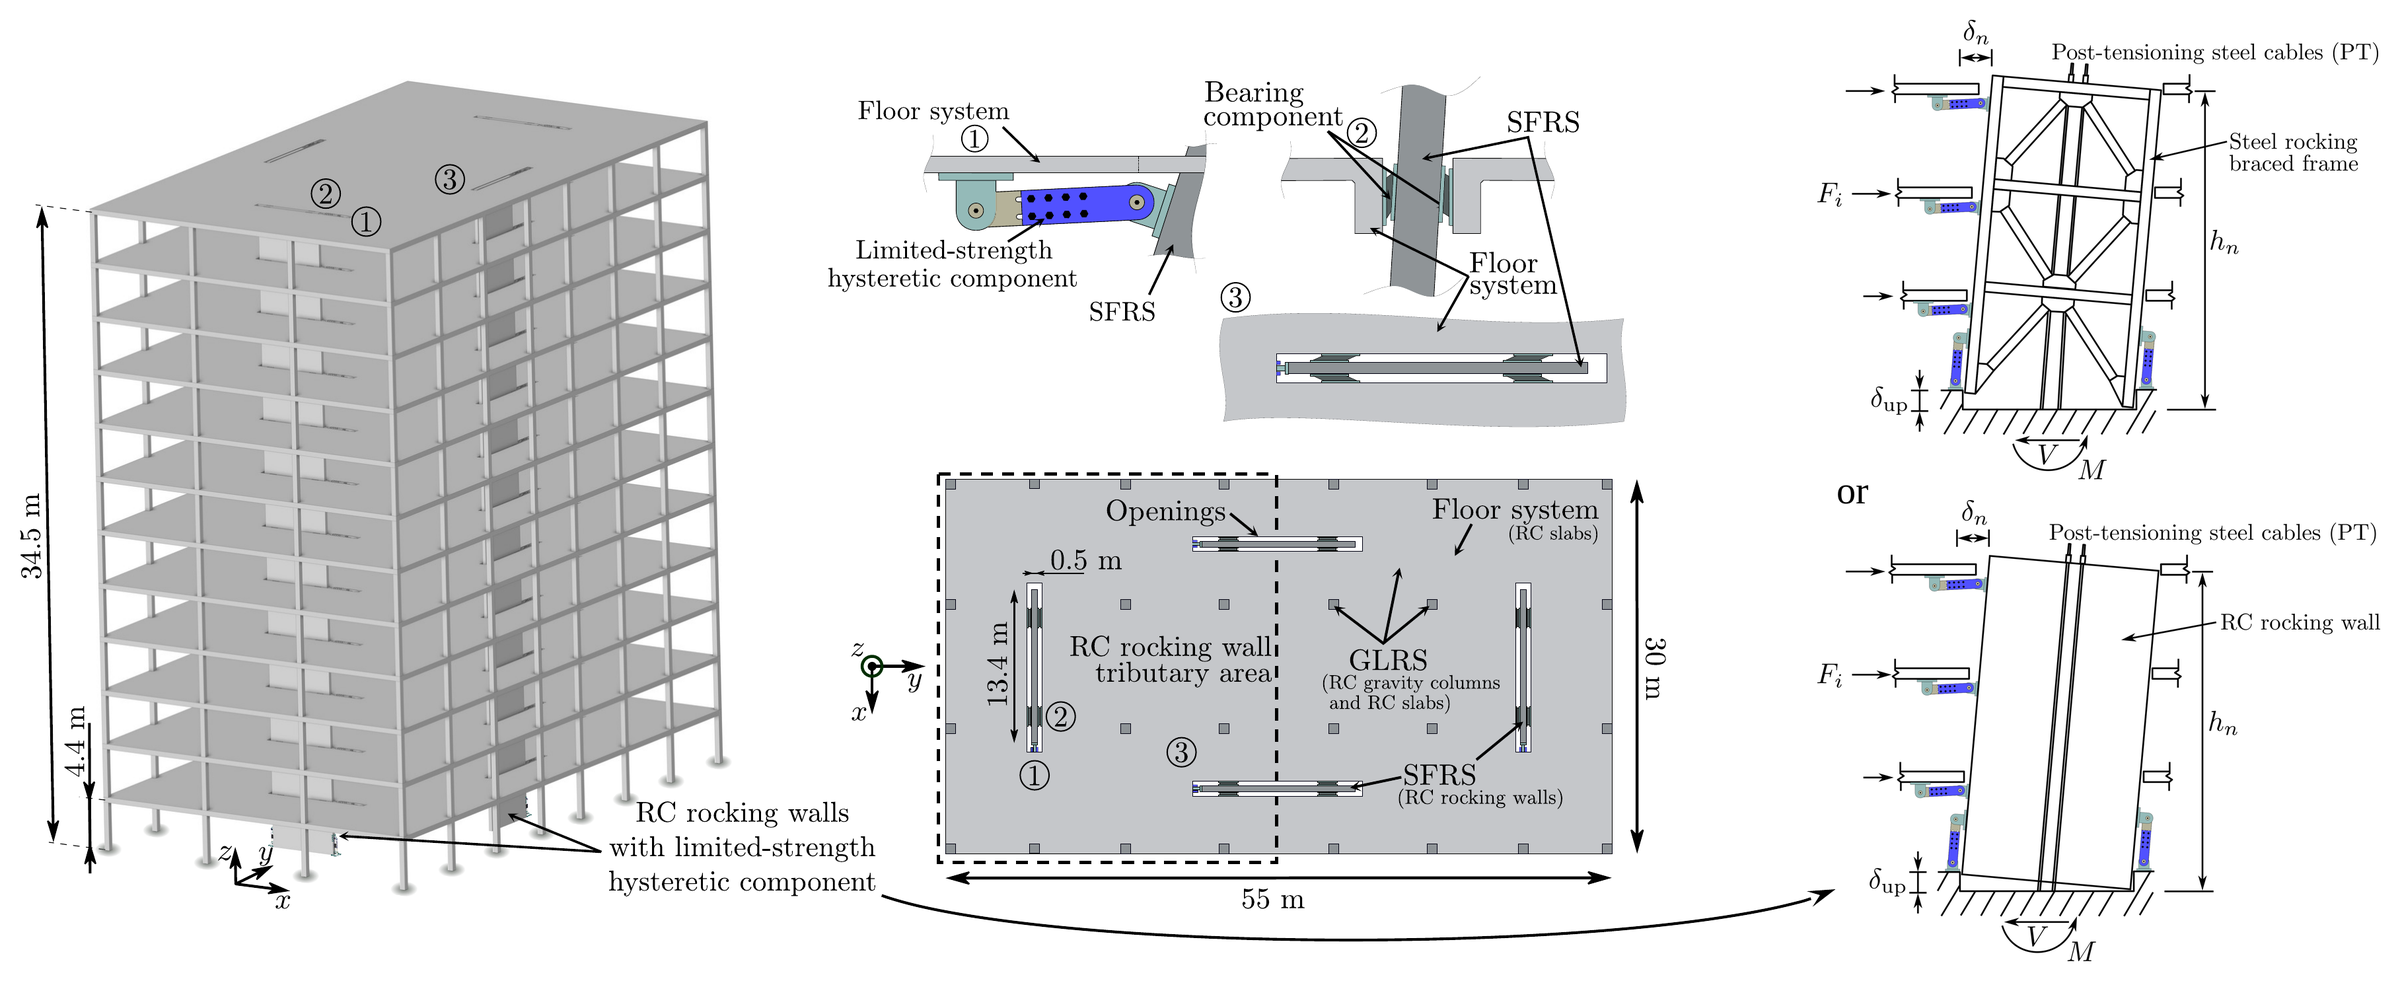 34.5 m
4.4 m
①
②
③
z
y
x
RC rocking walls
with limited-strength
hysteretic component
Floor system
①
Limited-strength
hysteretic component
SFRS
Bearing
component
②
SFRS
Floor
system
③
Openings
Floor system
(RC slabs)
0.5 m
13.4 m
RC rocking wall
tributary area
GLRS
(RC gravity columns
and RC slabs)
②
③
①
SFRS
(RC rocking walls)
z
y
x
30 m
55 m
δn
Post-tensioning steel cables (PT)
Steel rocking
braced frame
Fi
hn
δup
V
M
or
δn
Post-tensioning steel cables (PT)
RC rocking wall
Fi
hn
δup
V
M